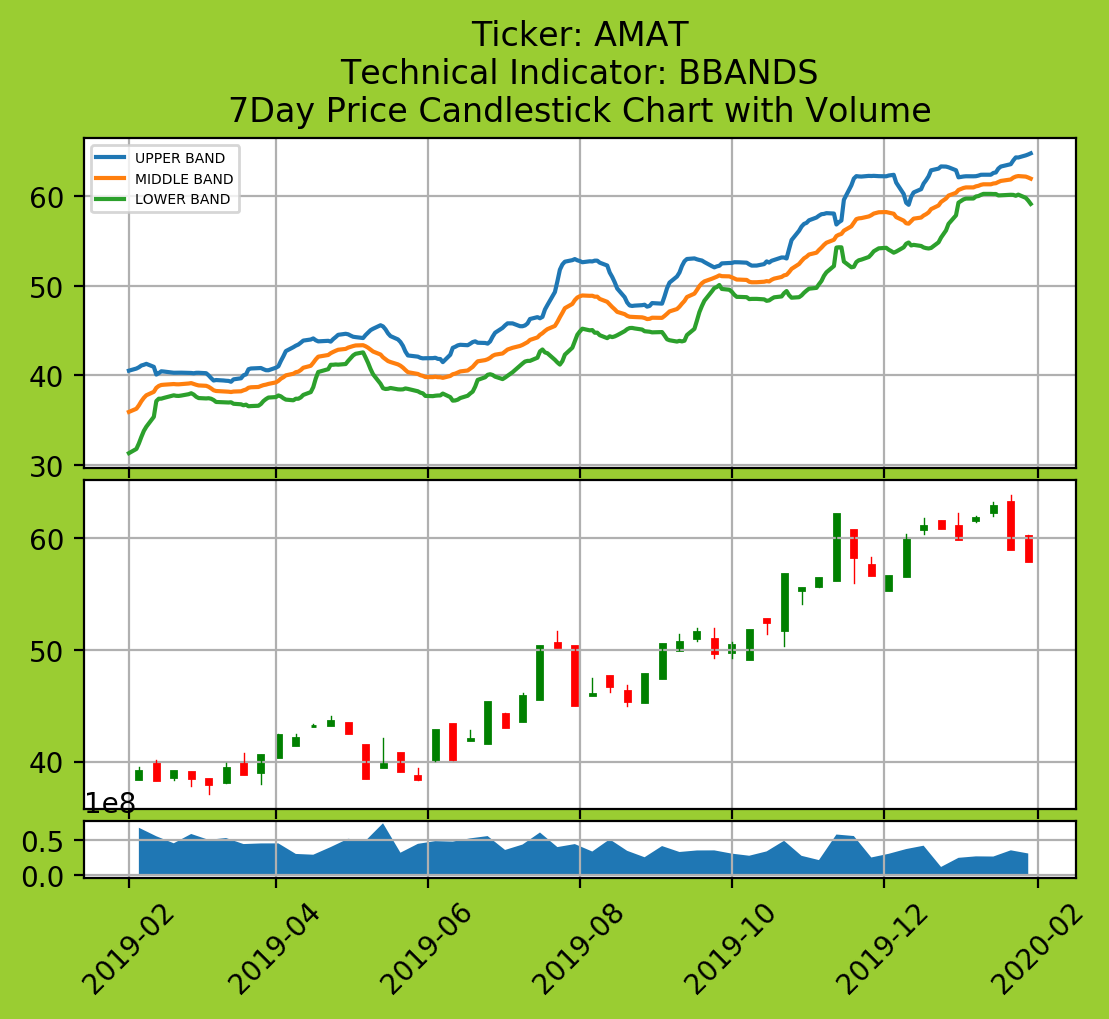 Ticker: AMAT
Technical Indicator: BBANDS
7Day Price Candlestick Chart with Volume
UPPER BAND
MIDDLE BAND
LOWER BAND
60
50
40
30
60
50
40
1e8
0.5
0.0
2019-02
2019-04
2019-06
2019-08
2019-10
2019-12
2020-02